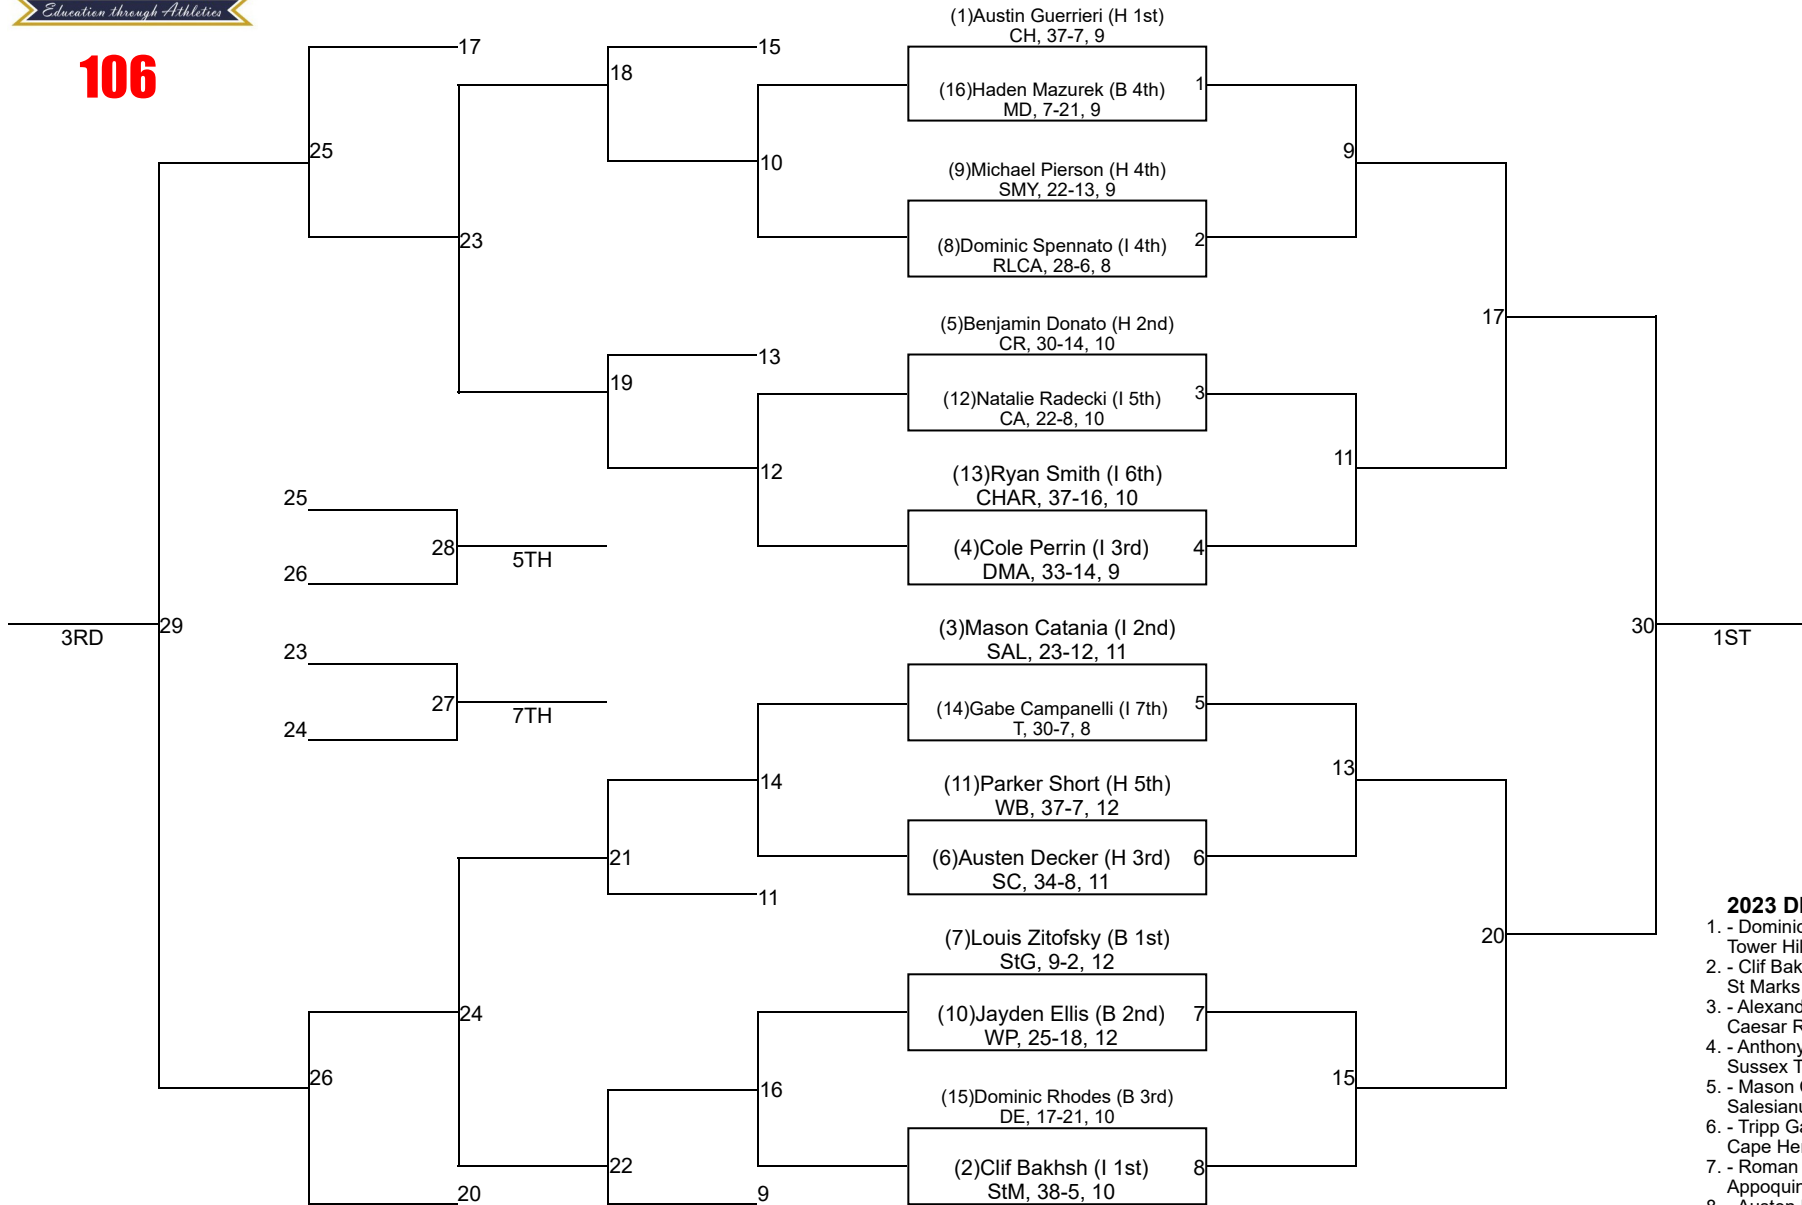 Education through Athletics
106
(1)Austin Guerrieri (H 1st)
CH, 37-7, 9
17
15
18
(16)Haden Mazurek (B 4th)
MD, 7-21, 9
1
25
10
9
(9)Michael Pierson (H 4th)
SMY, 22-13, 9
23
(8)Dominic Spennato (I 4th)
RLCA, 28-6, 8
2
(5)Benjamin Donato (H 2nd)
CR, 30-14, 10
17
13
19
(12)Natalie Radecki (I 5th)
CA, 22-8, 10
3
12
11
(13)Ryan Smith (I 6th)
CHAR, 37-16, 10
25
28
5TH
26
(4)Cole Perrin (I 3rd)
DMA, 33-14, 9
4
3RD
29
(3)Mason Catania (I 2nd)
SAL, 23-12, 11
30
1ST
23
27
7TH
24
(14)Gabe Campanelli (I 7th)
T, 30-7, 8
5
14
13
(11)Parker Short (H 5th)
WB, 37-7, 12
21
(6)Austen Decker (H 3rd)
SC, 34-8, 11
6
11
(7)Louis Zitofsky (B 1st)
StG, 9-2, 12
20
24
(10)Jayden Ellis (B 2nd)
WP, 25-18, 12
7
26
16
15
(15)Dominic Rhodes (B 3rd)
DE, 17-21, 10
22
(2)Clif Bakhsh (I 1st)
StM, 38-5, 10
8
20
9
2023
1. - Dominic
Tower
2. - Clif
St Marks
3. -
Caesar
4. - Anthony
Sussex
5. - Mason
6. - Tripp
Cape
7. - Roman
8. - Austen